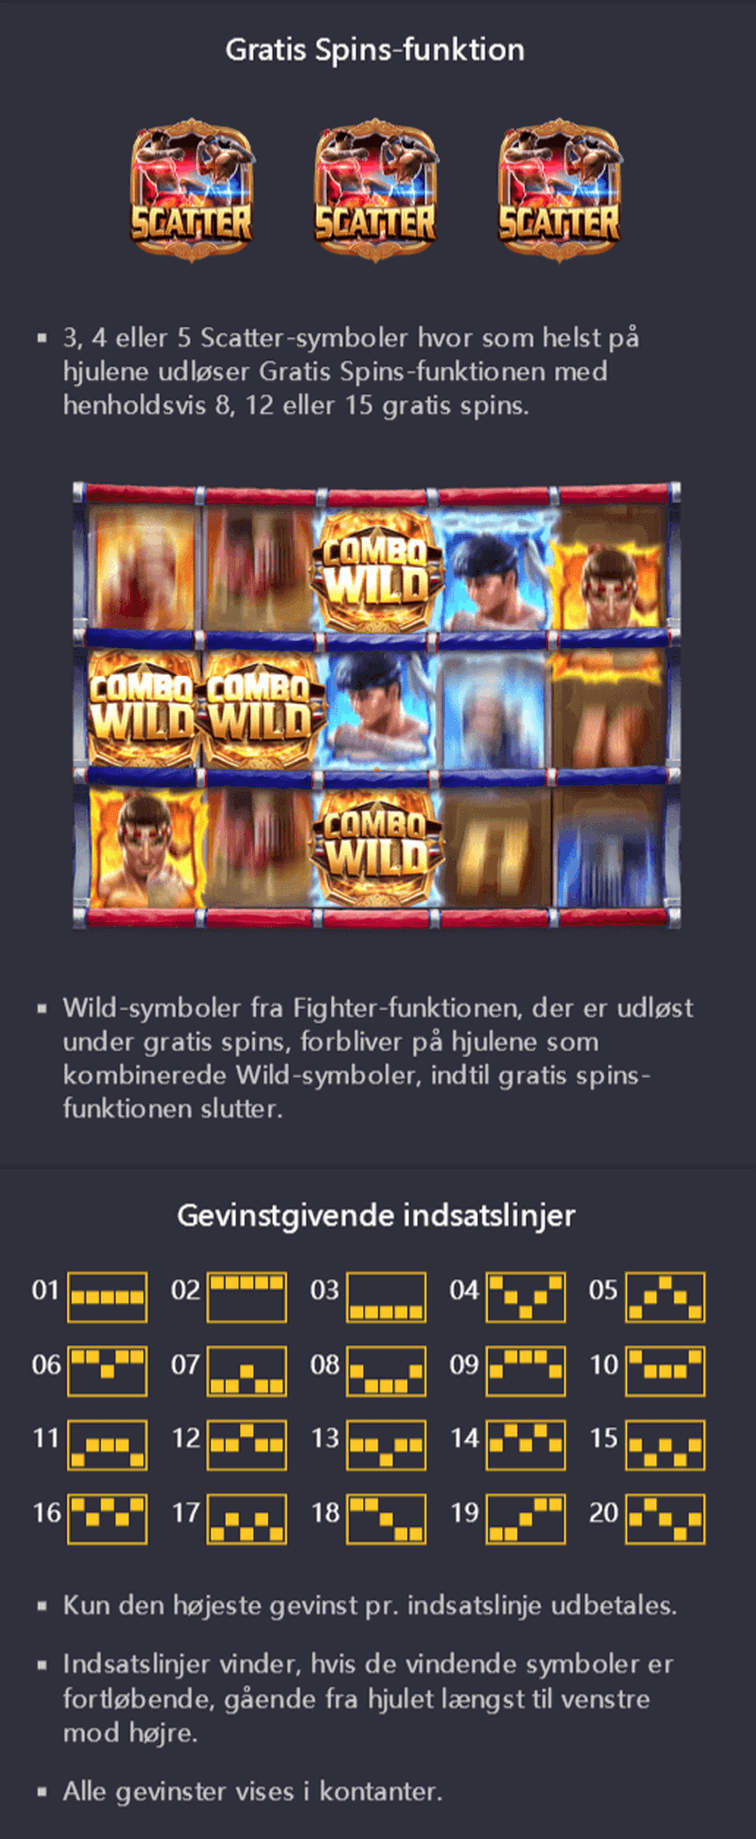 Gratis Spins-funktion
SCATTER SCATTER SCATTER
▪ 3, 4 eller 5 Scatter-symboler hvor som helst på
hjulene udløser Gratis Spins-funktionen med
henholdsvis 8, 12 eller 15 gratis spins.
COMBO
WILD
COMBO COMBO
WILD WILD
COMBO
WILD
▪ Wild-symboler fra Fighter-funktionen, der er udløst
under gratis spins, forbliver på hjulene som
kombinerede Wild-symboler, indtil gratis spins-
funktionen slutter.
Gevinstgivende indsatslinjer
01 02 03 04 05
06 07 08 09 10
11 12 13 14 15
16 17 18 19 20
▪ Kun den højeste gevinst pr. indsatslinje udbetales.
▪ Indsatslinjer vinder, hvis de vindende symboler er
fortløbende, gående fra hjulet længst til venstre
mod højre.
▪ Alle gevinster vises i kontanter.